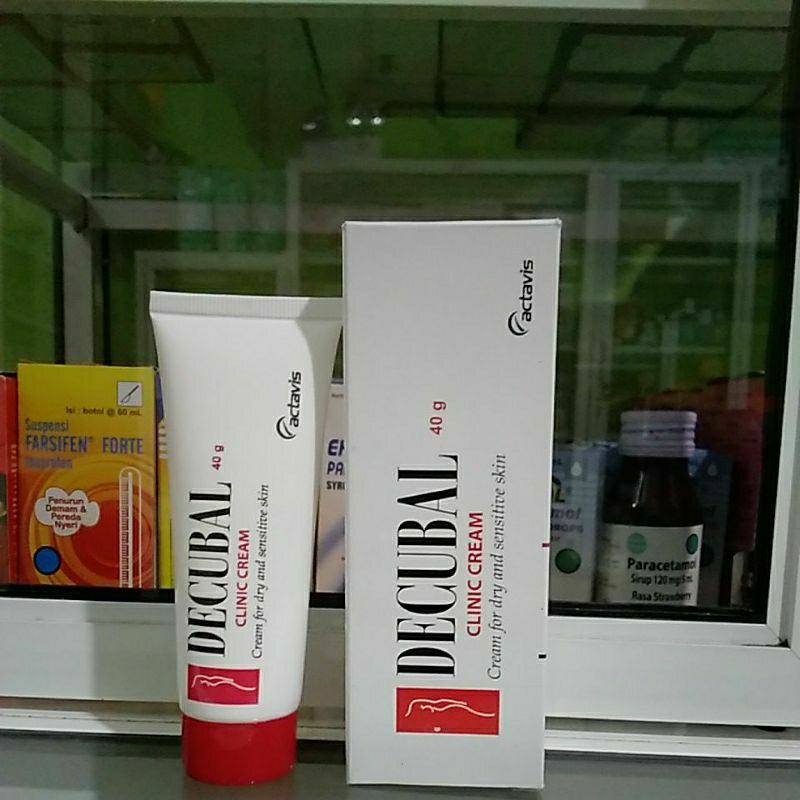 Isi : botol @ 60 mL
Suspensi
FARSIFEN® FORTE
Ibuprofen
Penurun
Demam &
Pereda
Nyeri
actavis
DECUBAL 40 g
CLINIC CREAM
Cream for dry and sensitive skin
actavis
DECUBAL 40 g
CLINIC CREAM
Cream for dry and sensitive skin
Paracetamol
Sirup 120 mg/5 mL
Rasa Strawberry